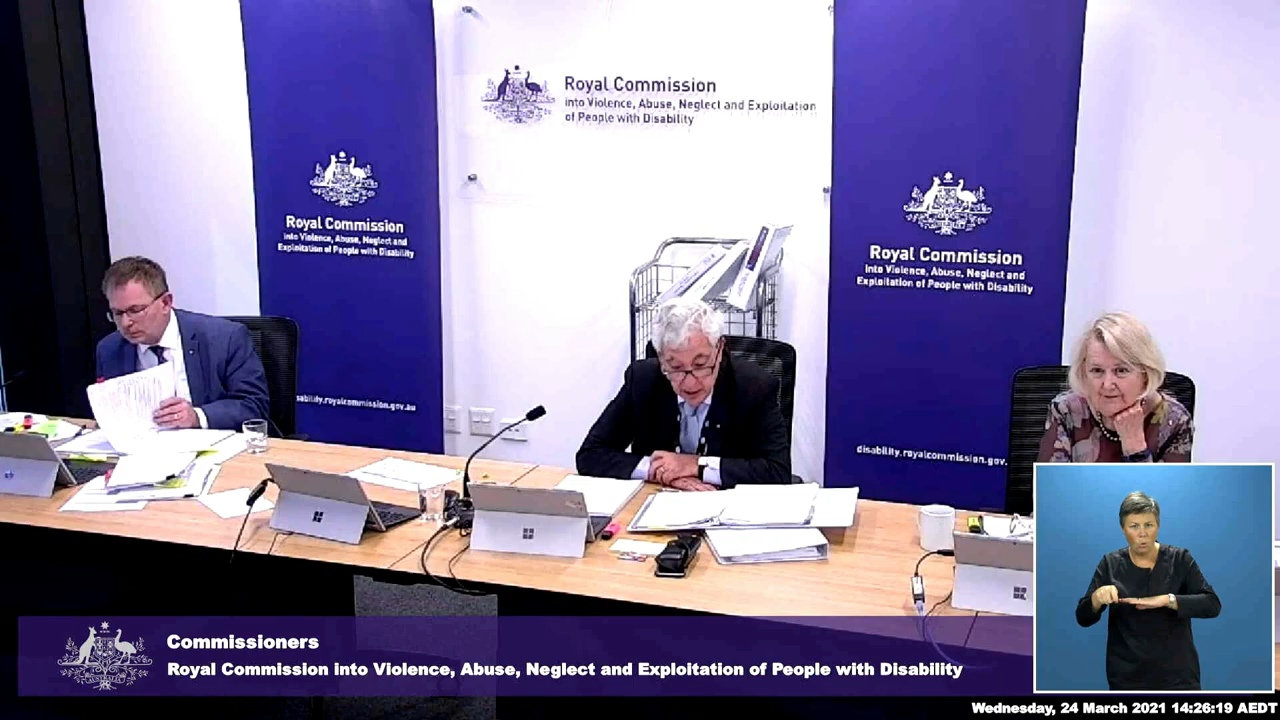 Royal Commission
into Violence, Abuse, Neglect and Exploitation
of People with Disability
Royal Commission
into Violence, Abuse, Neglect and
Exploitation of People with Disability
sability.royalcommission.gov.au
Royal Commission
into Violence, Abuse, Neglect and
Exploitation of People with Disability
disability.royalcommission.gov.
Commissioners
Royal Commission into Violence, Abuse, Neglect and Exploitation of People with Disability
AUSTRALIA
Wednesday, 24 March 2021 14:26:19 AEDT